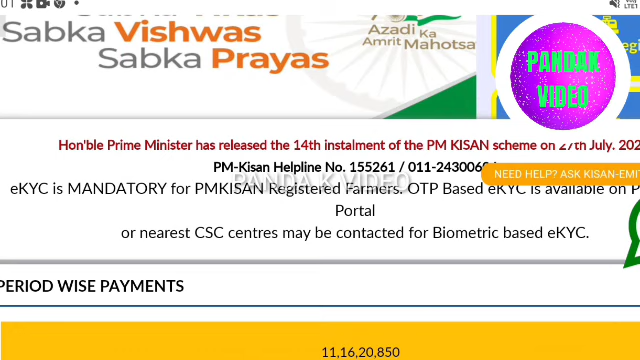 Sabka Vishwas
Sabka Prayas
Azadi Ka
Amrit Mahotsa
PANDAK
VIDEO
Hon'ble Prime Minister has released the 14th instalment of the PM KISAN scheme on 27th July. 202
PM-Kisan Helpline No. 155261 / 011-2430060
NEED HELP? ASK KISAN-EMIT
eKYC is MANDATORY for PMKISAN Registered Farmers. OTP Based eKYC is available on P
PANDA K VIDEO
Portal
or nearest CSC centres may be contacted for Biometric based eKYC.
PERIOD WISE PAYMENTS
11,16,20,850